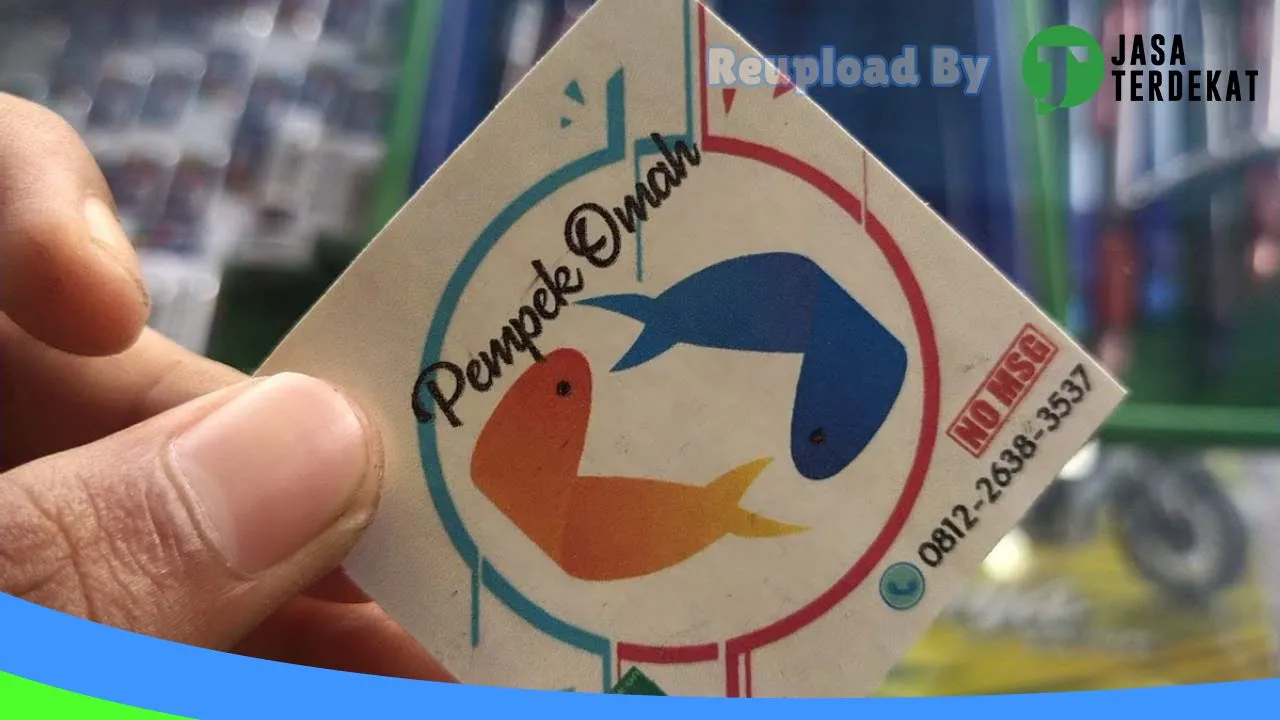 Reupload By
JASA
TERDEKAT
Pempek Omah
NO MSG
0812-2638-3537